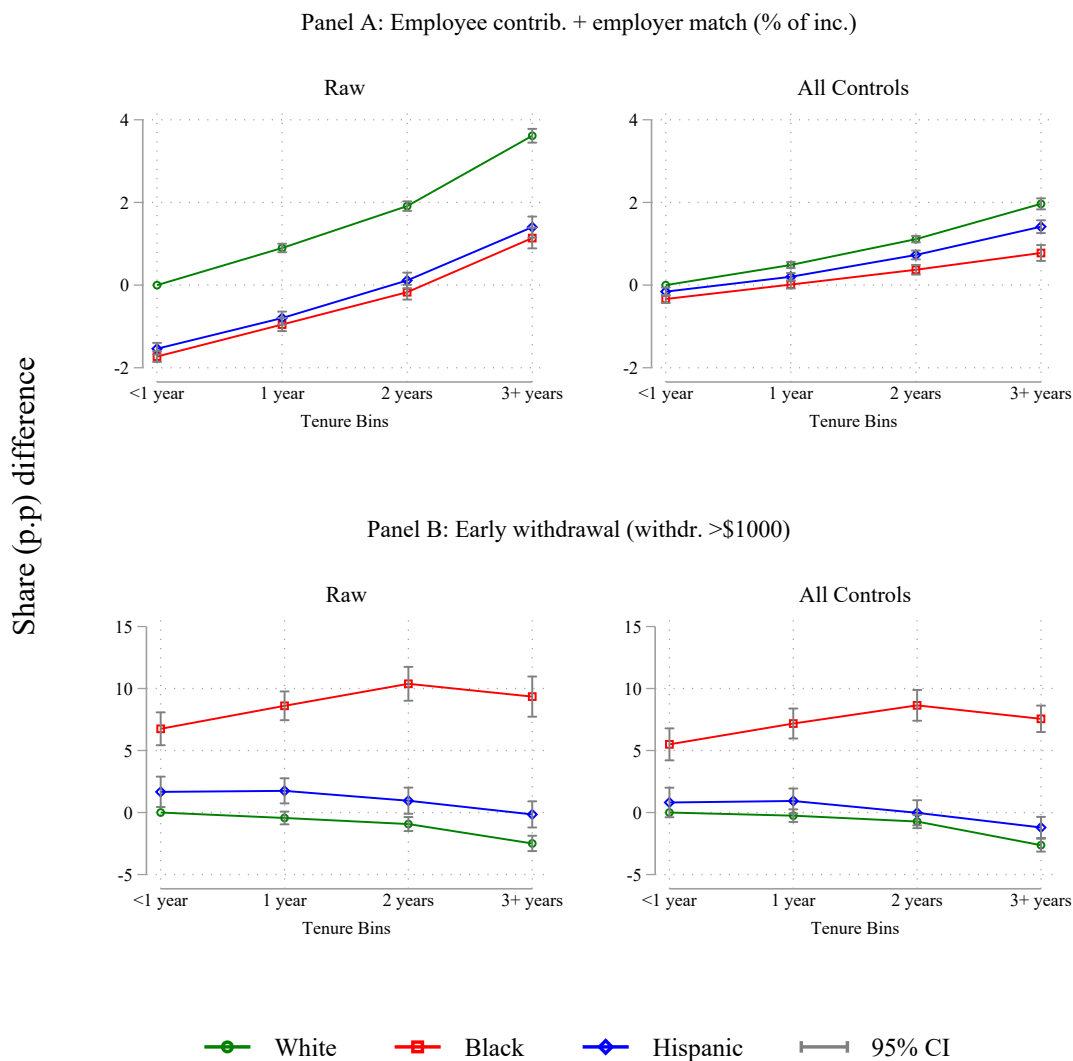 Panel A: Employee contrib. + employer match (% of inc.)
Raw
All Controls
4
2
0
-2
<1 year
1 year
2 years
3+ years
Tenure Bins
4
2
0
-2
<1 year
1 year
2 years
3+ years
Tenure Bins
Share (p.p) difference
Panel B: Early withdrawal (withdr. >$1000)
Raw
All Controls
15
10
5
0
-5
<1 year
1 year
2 years
3+ years
Tenure Bins
15
10
5
0
-5
<1 year
1 year
2 years
3+ years
Tenure Bins
White
Black
Hispanic
95% CI